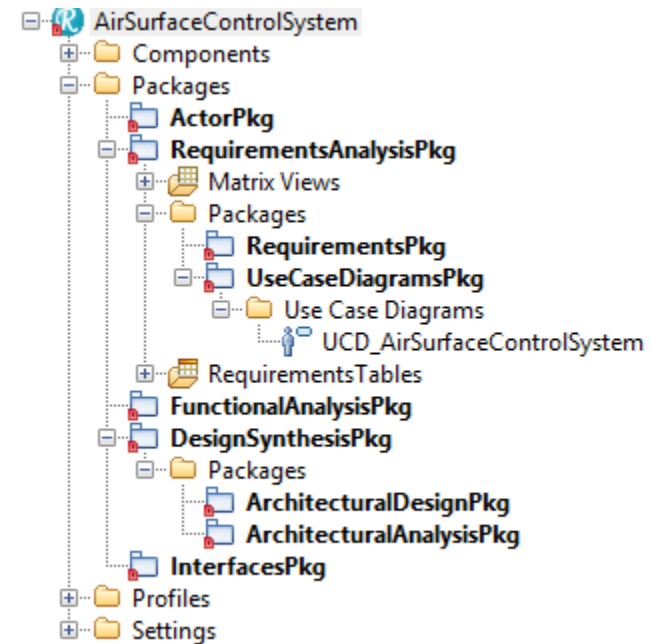 AirSurfaceControlSystem
Components
Packages
ActorPkg
RequirementsAnalysisPkg
Matrix Views
Packages
RequirementsPkg
UseCaseDiagramsPkg
Use Case Diagrams
UCD_AirSurfaceControlSystem
RequirementsTables
FunctionalAnalysisPkg
DesignSynthesisPkg
Packages
ArchitecturalDesignPkg
ArchitecturalAnalysisPkg
InterfacesPkg
Profiles
Settings